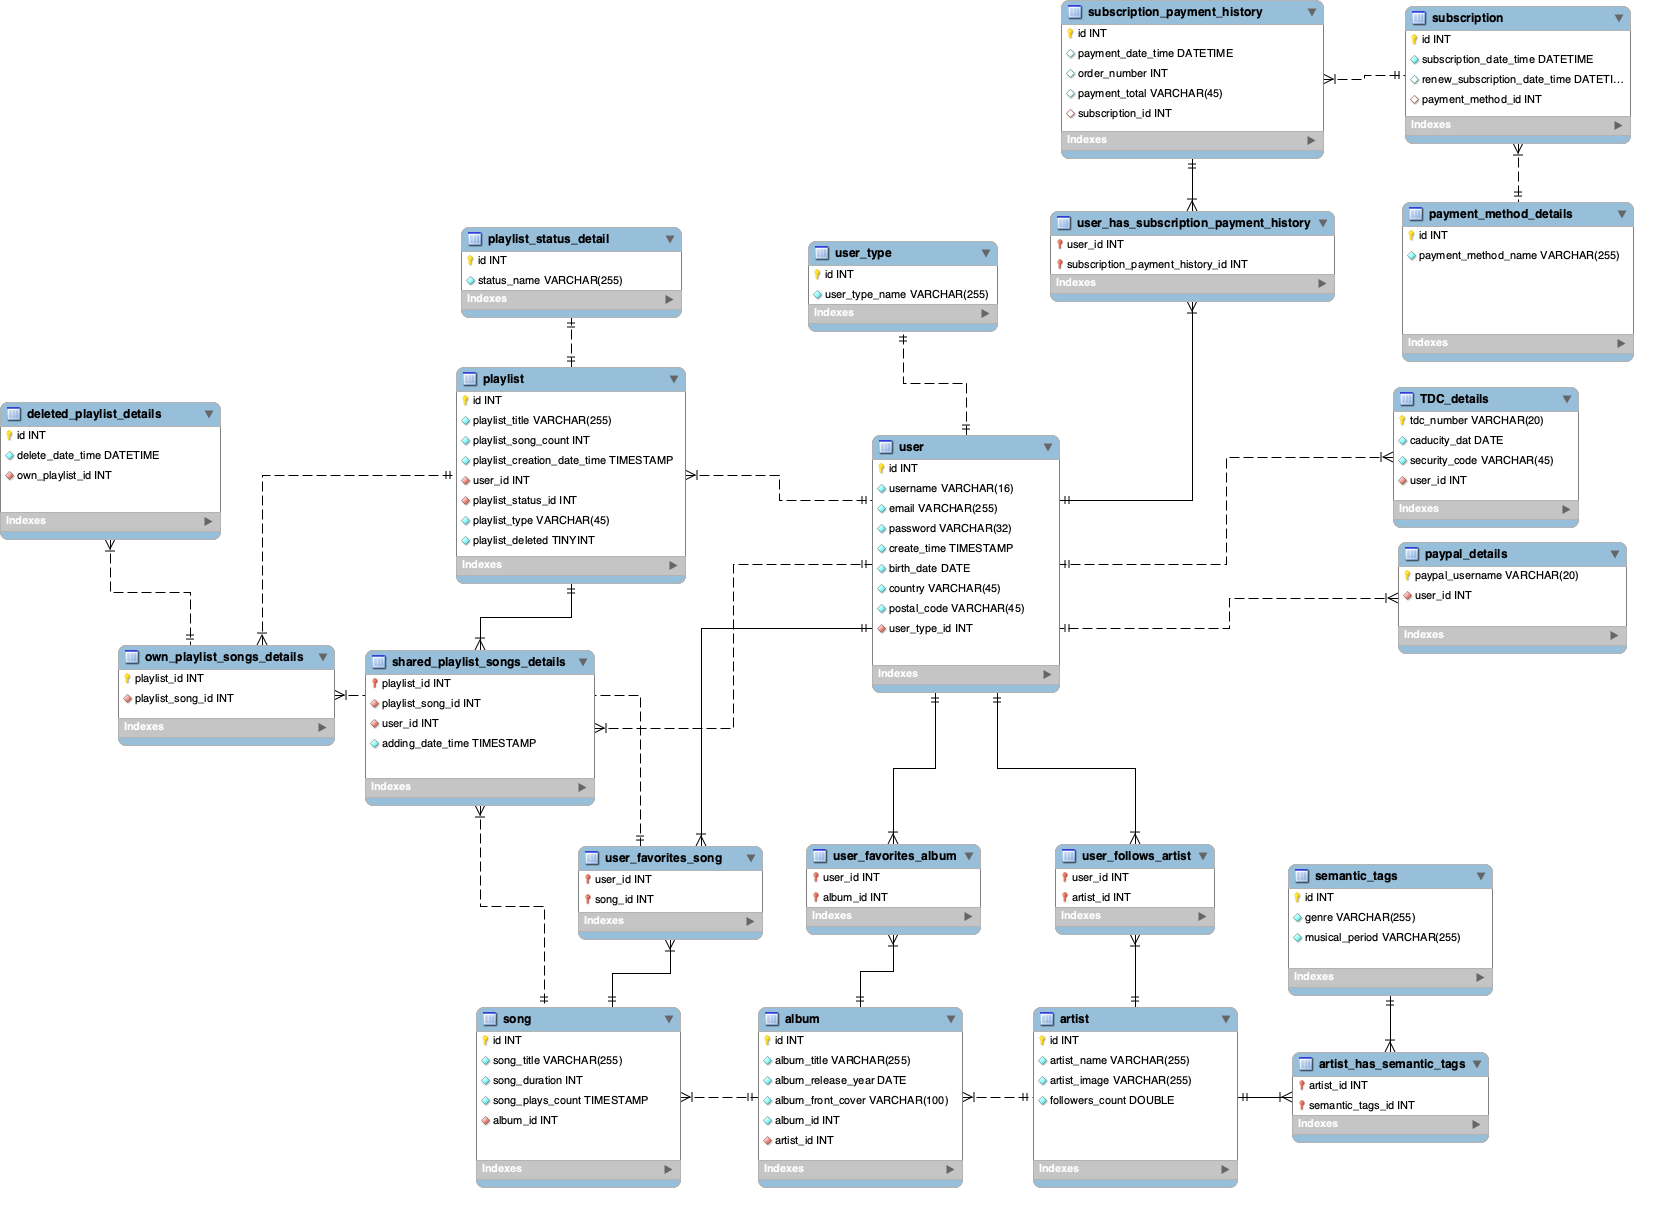 subscription_payment_history
id INT
payment_date_time DATETIME
order_number INT
payment_total VARCHAR(45)
subscription_id INT
Indexes
subscription
id INT
subscription_date_time DATETIME
renew_subscription_date_time DATETI...
payment_method_id INT
Indexes
user_has_subscription_payment_history
user_id INT
subscription_payment_history_id INT
Indexes
payment_method_details
id INT
payment_method_name VARCHAR(255)
Indexes
playlist_status_detail
id INT
status_name VARCHAR(255)
Indexes
user_type
id INT
user_type_name VARCHAR(255)
Indexes
playlist
id INT
playlist_title VARCHAR(255)
playlist_song_count INT
playlist_creation_date_time TIMESTAMP
user_id INT
playlist_status_id INT
playlist_type VARCHAR(45)
playlist_deleted TINYINT
Indexes
deleted_playlist_details
id INT
delete_date_time DATETIME
own_playlist_id INT
Indexes
user
id INT
username VARCHAR(16)
email VARCHAR(255)
password VARCHAR(32)
create_time TIMESTAMP
birth_date DATE
country VARCHAR(45)
postal_code VARCHAR(45)
user_type_id INT
Indexes
TDC_details
tdc_number VARCHAR(20)
caducity_dat DATE
security_code VARCHAR(45)
user_id INT
Indexes
paypal_details
paypal_username VARCHAR(20)
user_id INT
Indexes
own_playlist_songs_details
playlist_id INT
playlist_song_id INT
Indexes
shared_playlist_songs_details
playlist_id INT
playlist_song_id INT
user_id INT
adding_date_time TIMESTAMP
Indexes
user_favorites_song
user_id INT
song_id INT
Indexes
user_favorites_album
user_id INT
album_id INT
Indexes
user_follows_artist
user_id INT
artist_id INT
Indexes
semantic_tags
id INT
genre VARCHAR(255)
musical_period VARCHAR(255)
Indexes
song
id INT
song_title VARCHAR(255)
song_duration INT
song_plays_count TIMESTAMP
album_id INT
Indexes
album
id INT
album_title VARCHAR(255)
album_release_year DATE
album_front_cover VARCHAR(100)
album_id INT
artist_id INT
Indexes
artist
id INT
artist_name VARCHAR(255)
artist_image VARCHAR(255)
followers_count DOUBLE
Indexes
artist_has_semantic_tags
artist_id INT
semantic_tags_id INT
Indexes